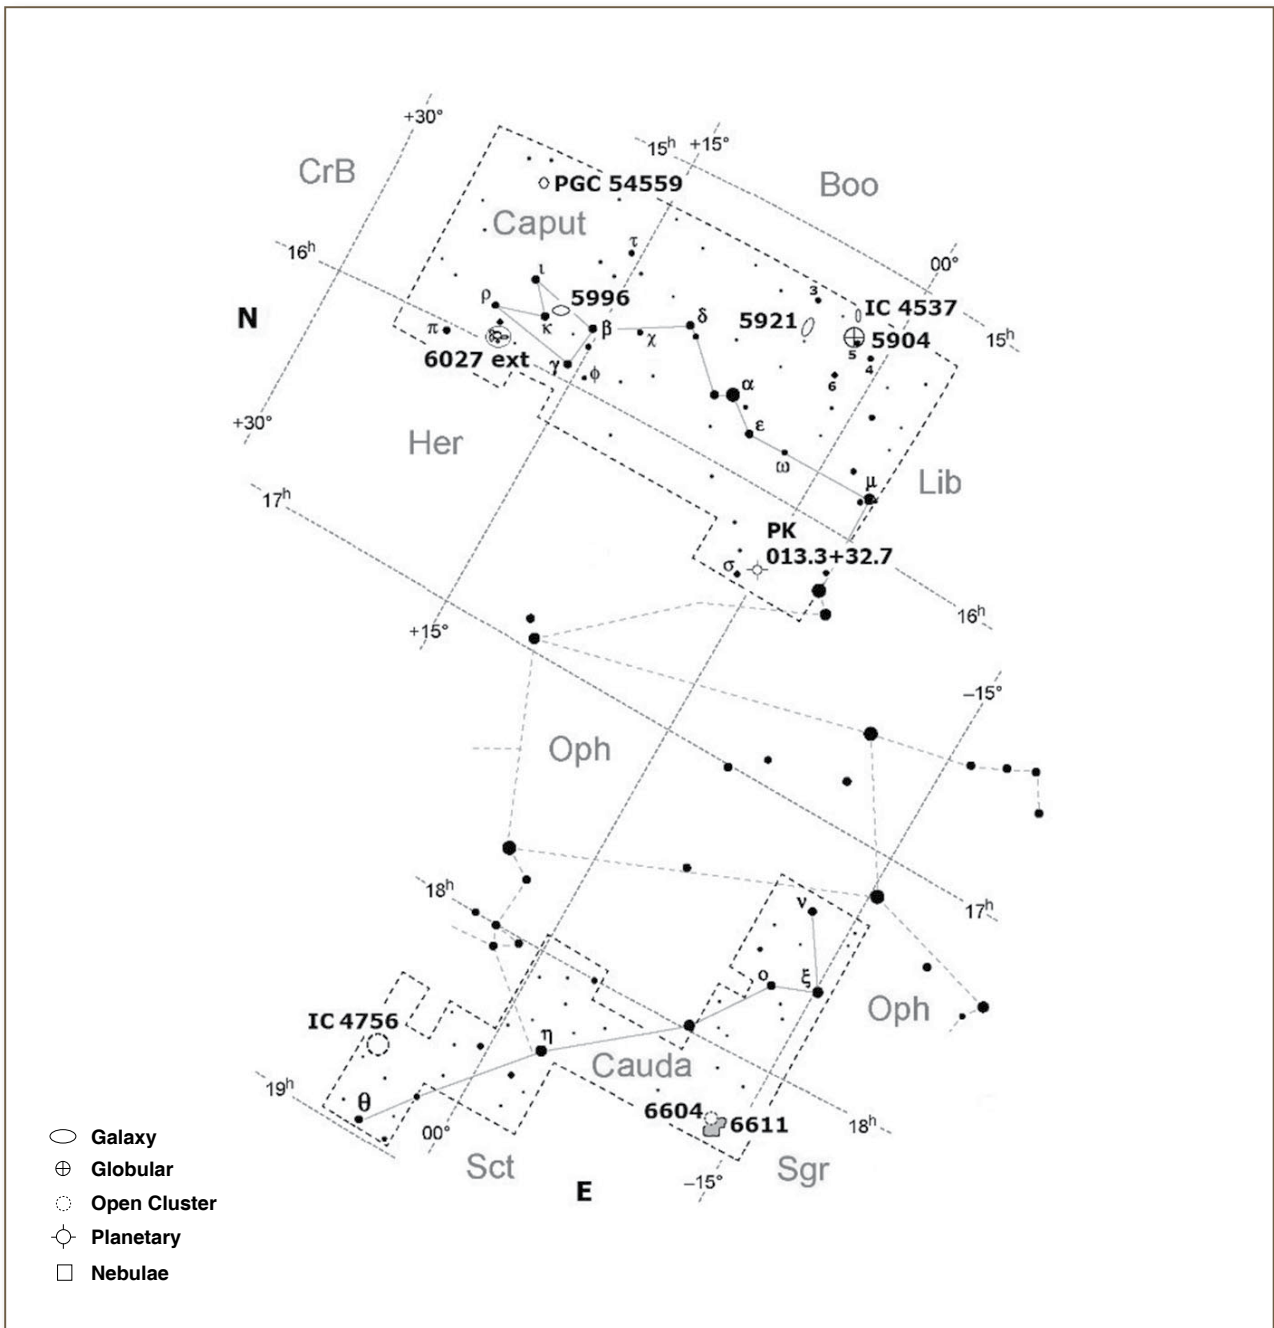 +30°
15ʰ +15°
CrB
PGC 54559
Boo
Caput
16ʰ
τ
00°
ι
ρ
5996
3
IC 4537
N
π
κ
β
χ
δ
5921
5904
15ʰ
6027 ext
γ
ϕ
5
4
6
α
+30°
ε
Her
ω
Lib
μ
17ʰ
PK
013.3+32.7
σ
16ʰ
+15°
–15°
Oph
18ʰ
ν
17ʰ
ο
ξ
Oph
IC 4756
η
Cauda
19ʰ
θ
6604
6611
18ʰ
00°
Sct
E
Sgr
–15°
Galaxy
Globular
Open Cluster
Planetary
Nebulae